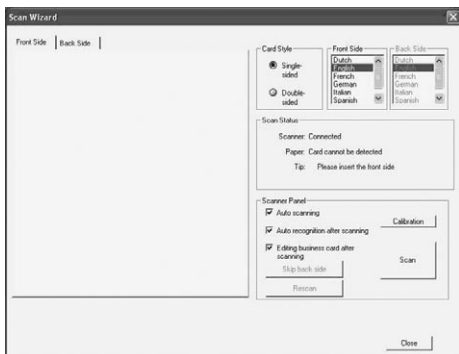 Scan Wizard
Front Side
Back Side
Card Style
Single-
sided
Double-
sided
Front Side
Dutch
English
French
German
Italian
Spanish
Back Side
Dutch
English
French
German
Italian
Spanish
Scan Status
Scanner: Connected
Paper: Card cannot be detected
Tip: Please insert the front side
Scanner Panel
Auto scanning
Auto recognition after scanning
Editing business card after
scanning
Skip back side
Rescan
Calibration
Scan
Close